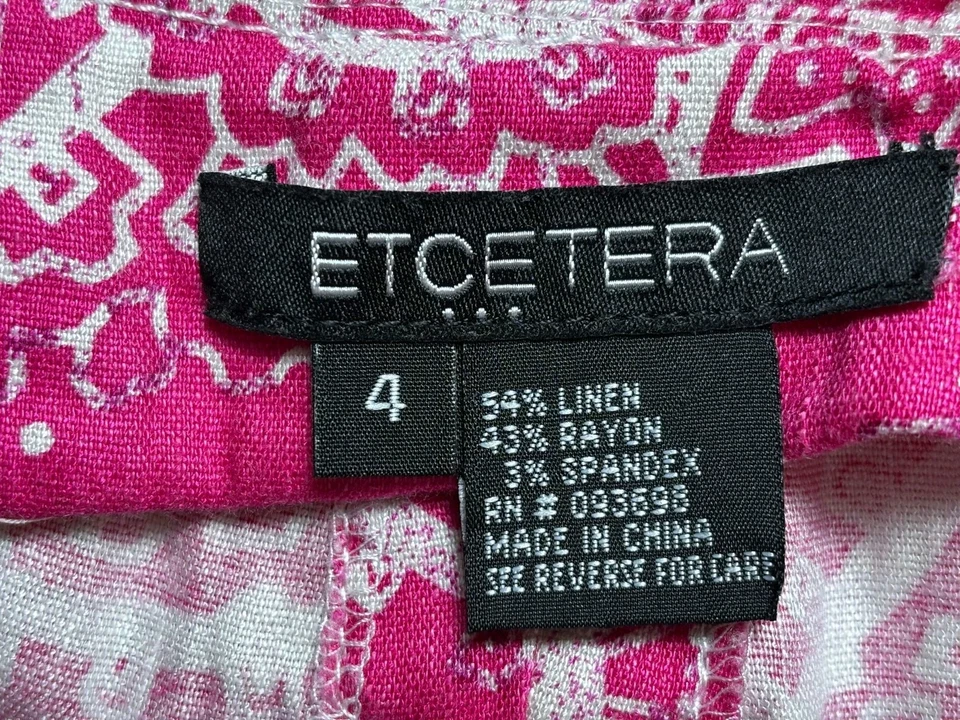 ETCETERA
4
54% LINEN
43% RAYON
3% SPANDEX
RN # 093698
MADE IN CHINA
SEE REVERSE FOR CARE